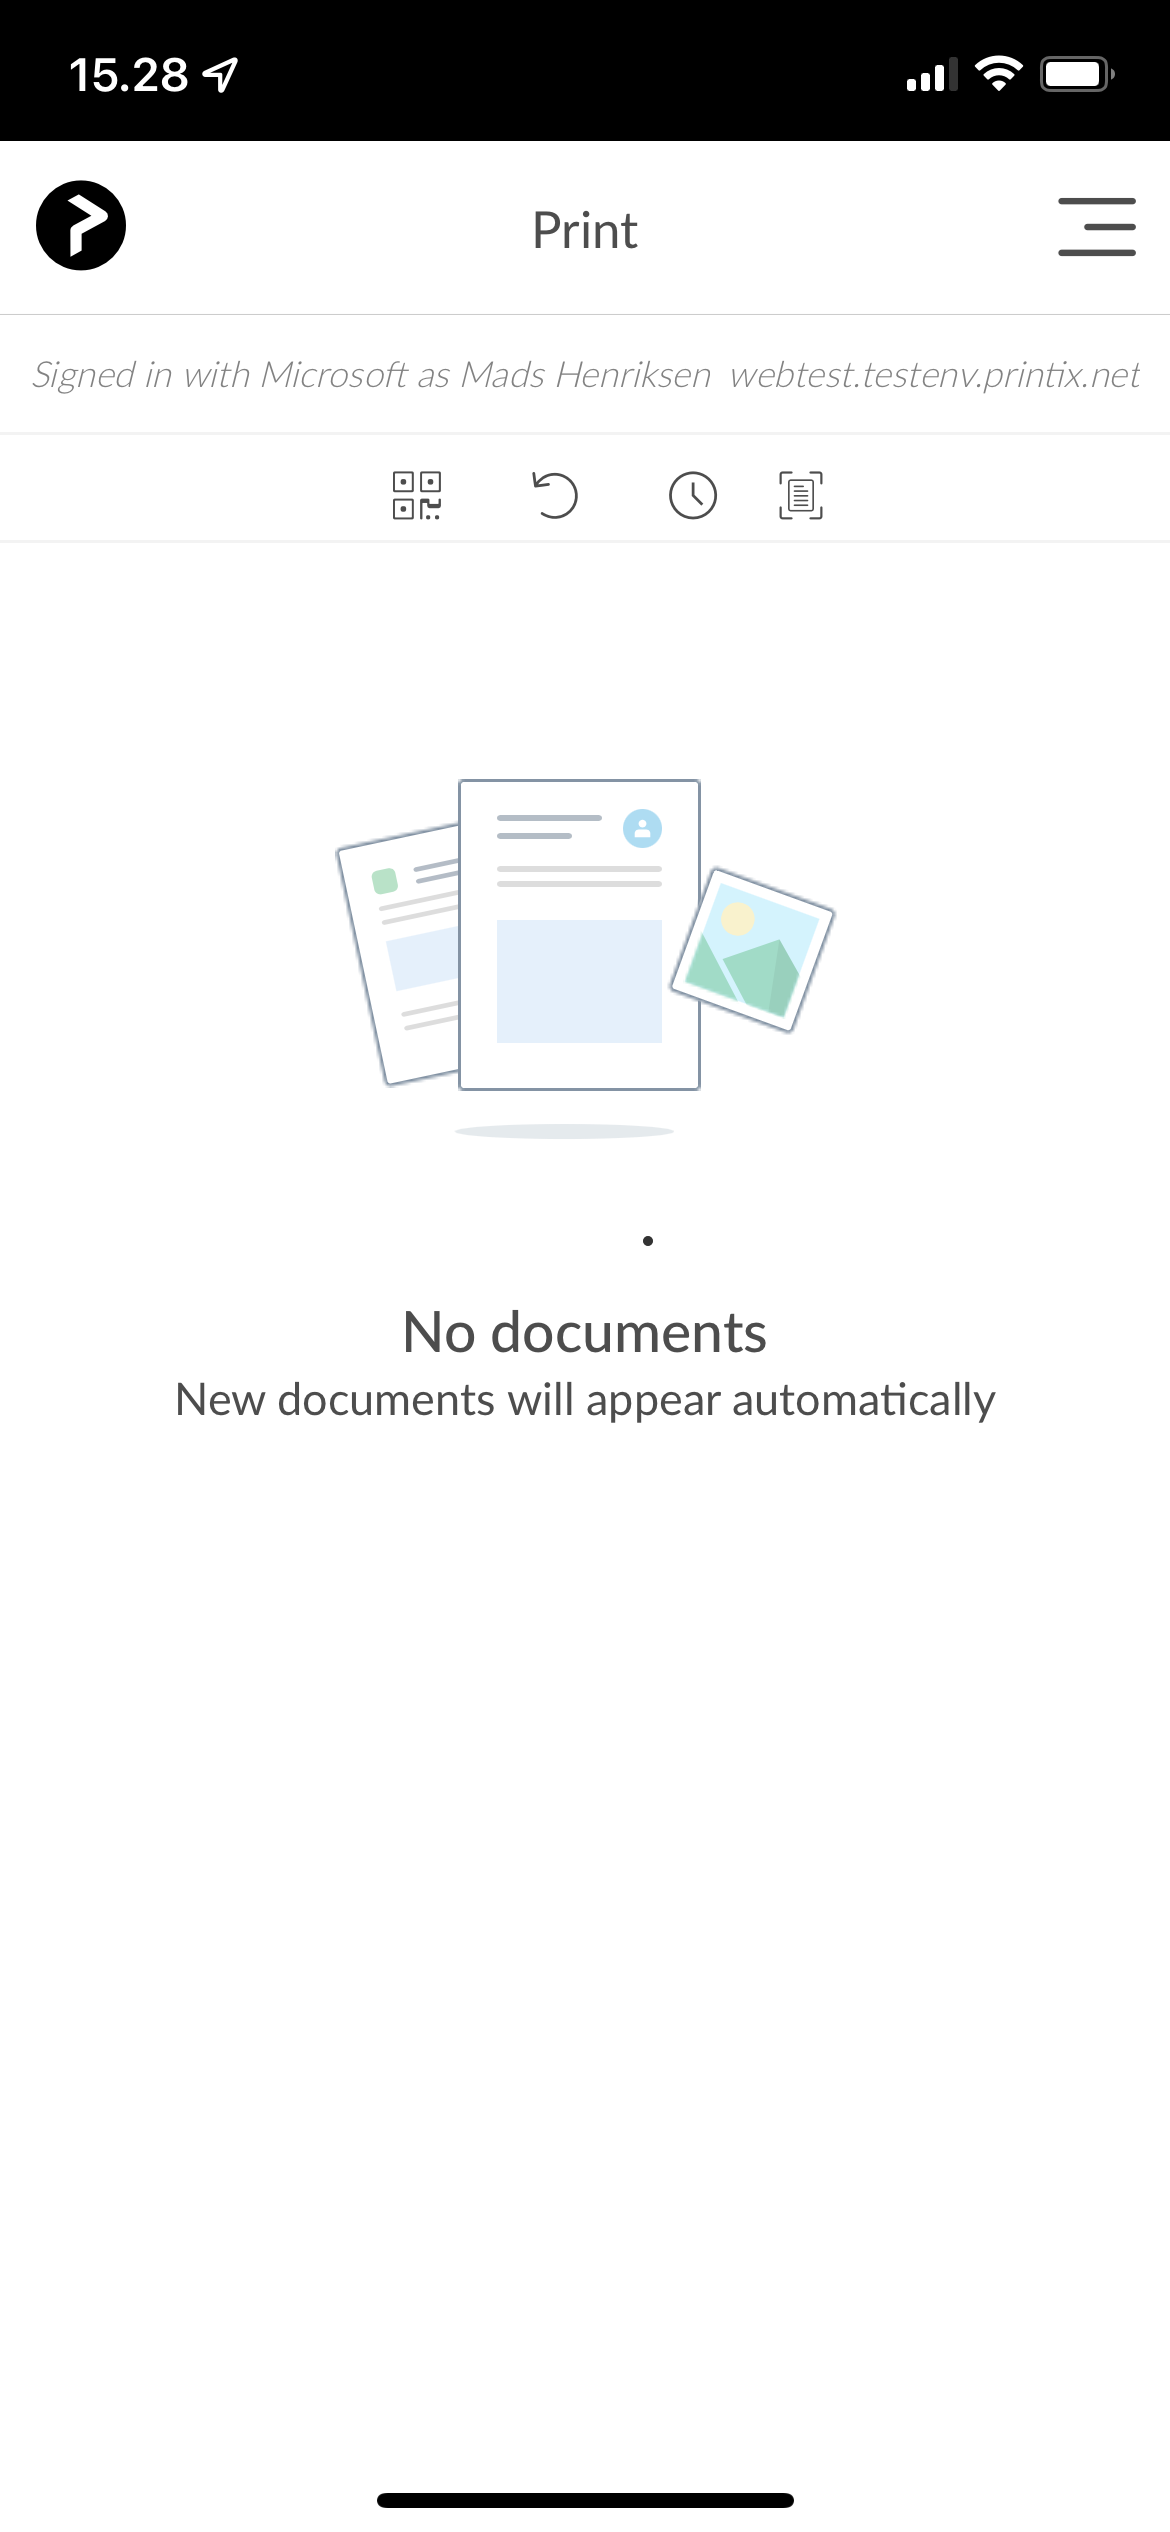 15.28
Print
Signed in with Microsoft as Mads Henriksen webtest.testenv.printix.net
No documents
New documents will appear automatically